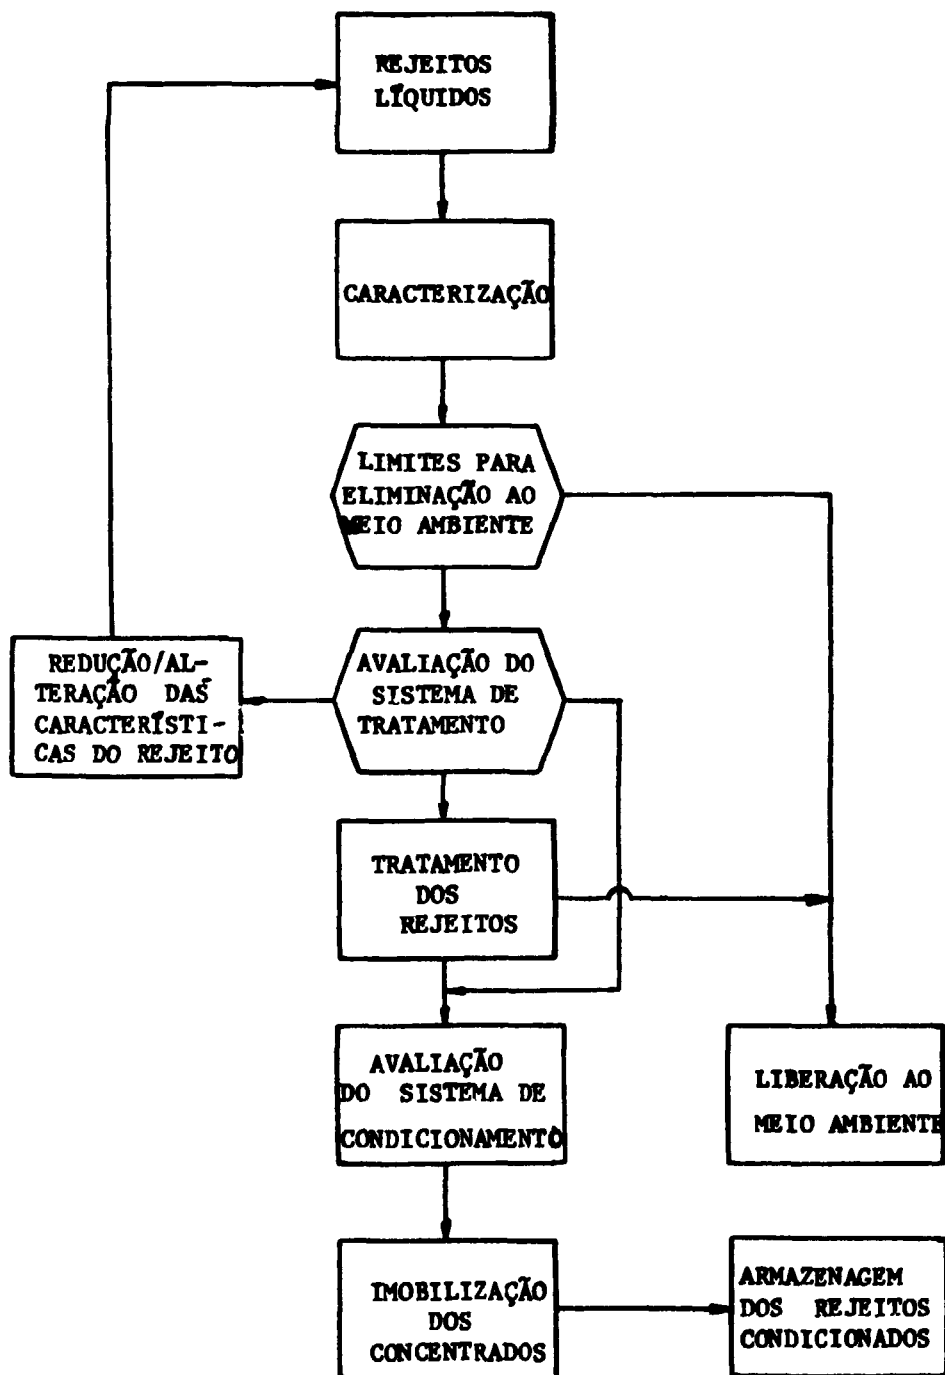 REJEITOS
LÍQUIDOS
CARACTERIZAÇÃO
LIMITES PARA
ELIMINAÇÃO AO
MEIO AMBIENTE
REDUÇÃO/AL-
TERAÇÃO DAS
CARACTERÍSTI-
CAS DO REJEITO
AVALIAÇÃO DO
SISTEMA DE
TRATAMENTO
TRATAMENTO
DOS
REJEITOS
AVALIAÇÃO
DO SISTEMA DE
CONDICIONAMENTO
LIBERAÇÃO AO
MEIO AMBIENTE
IMOBILIZAÇÃO
DOS
CONCENTRADOS
ARMAZENAGEM
DOS REJEITOS
CONDICIONADOS